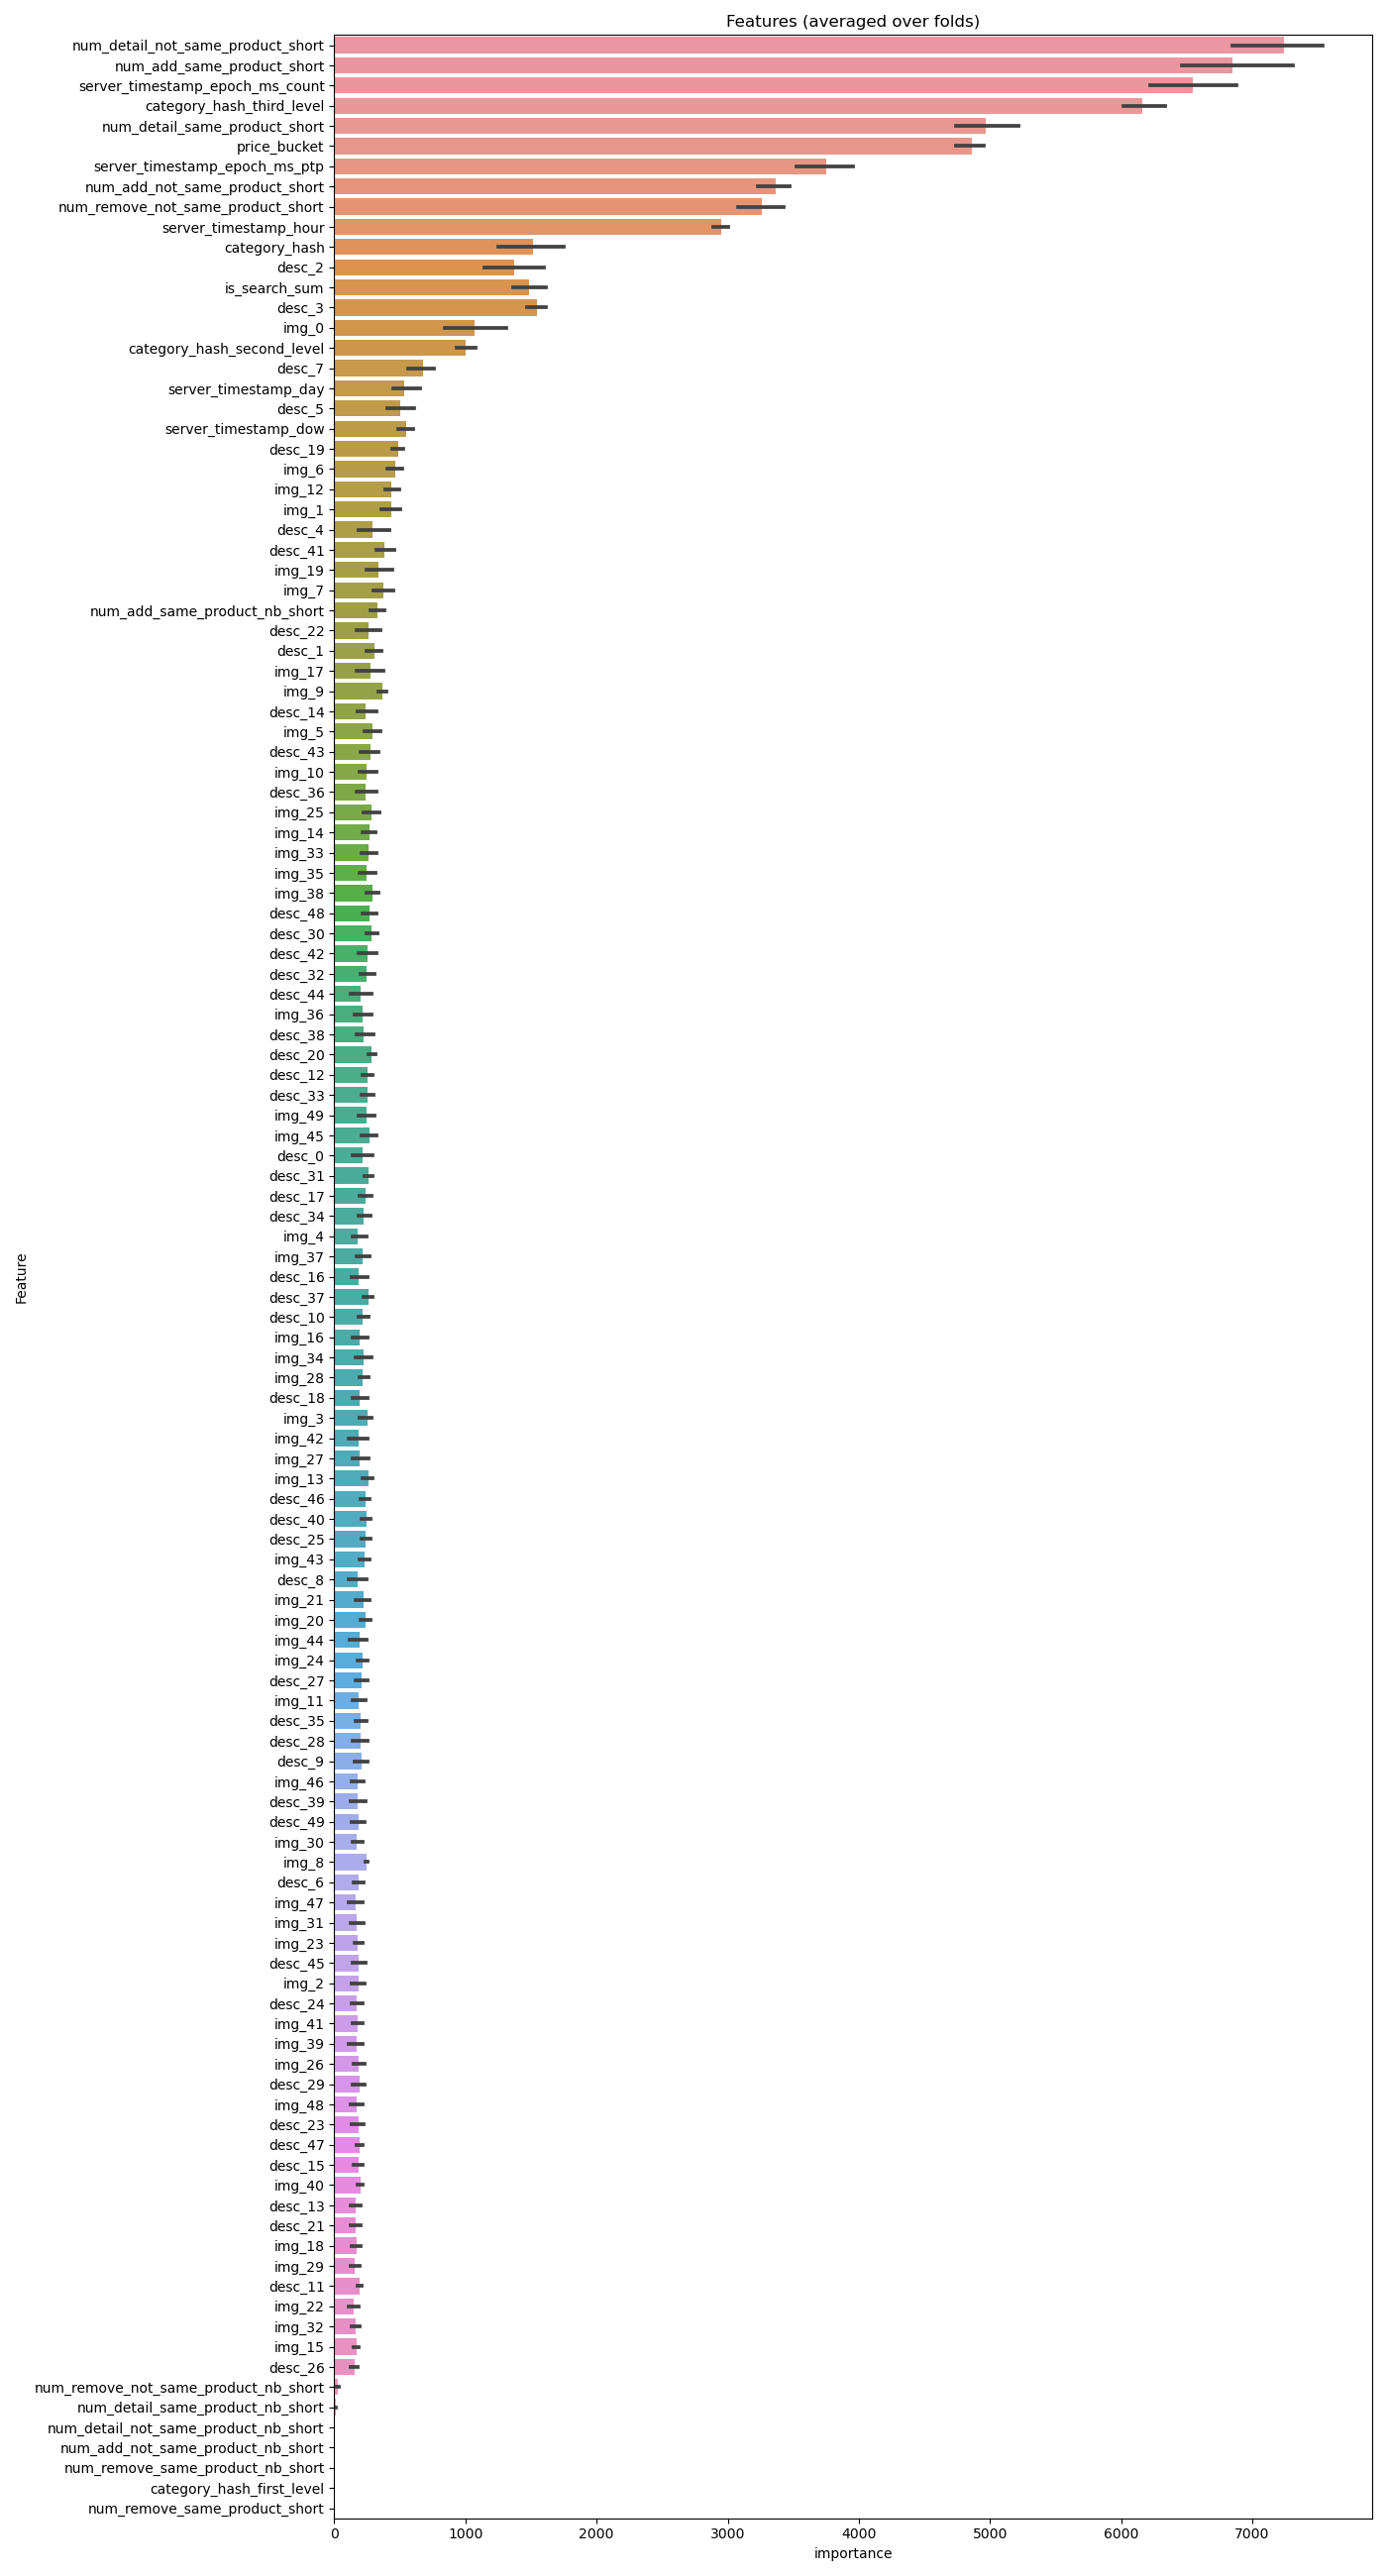 Features (averaged over folds)
num_detail_not_same_product_short
num_add_same_product_short
server_timestamp_epoch_ms_count
category_hash_third_level
num_detail_same_product_short
price_bucket
server_timestamp_epoch_ms_ptp
num_add_not_same_product_short
num_remove_not_same_product_short
server_timestamp_hour
category_hash
desc_2
is_search_sum
desc_3
img_0
category_hash_second_level
desc_7
server_timestamp_day
desc_5
server_timestamp_dow
desc_19
img_6
img_12
img_1
desc_4
desc_41
img_19
img_7
num_add_same_product_nb_short
desc_22
desc_1
img_17
img_9
desc_14
img_5
desc_43
img_10
desc_36
img_25
img_14
img_33
img_35
img_38
desc_48
desc_30
desc_42
desc_32
desc_44
img_36
desc_38
desc_20
desc_12
desc_33
img_49
img_45
desc_0
desc_31
desc_17
desc_34
img_4
img_37
desc_16
desc_37
desc_10
img_16
img_34
img_28
desc_18
img_3
img_42
img_27
img_13
desc_46
desc_40
desc_25
img_43
desc_8
img_21
img_20
img_44
img_24
desc_27
img_11
desc_35
desc_28
desc_9
img_46
desc_39
desc_49
img_30
img_8
desc_6
img_47
img_31
img_23
desc_45
img_2
desc_24
img_41
img_39
img_26
desc_29
img_48
desc_23
desc_47
desc_15
img_40
desc_13
desc_21
img_18
img_29
desc_11
img_22
img_32
img_15
desc_26
num_remove_not_same_product_nb_short
num_detail_same_product_nb_short
num_detail_not_same_product_nb_short
num_add_not_same_product_nb_short
num_remove_same_product_nb_short
category_hash_first_level
num_remove_same_product_short
Feature
0 1000 2000 3000 4000 5000 6000 7000
importance